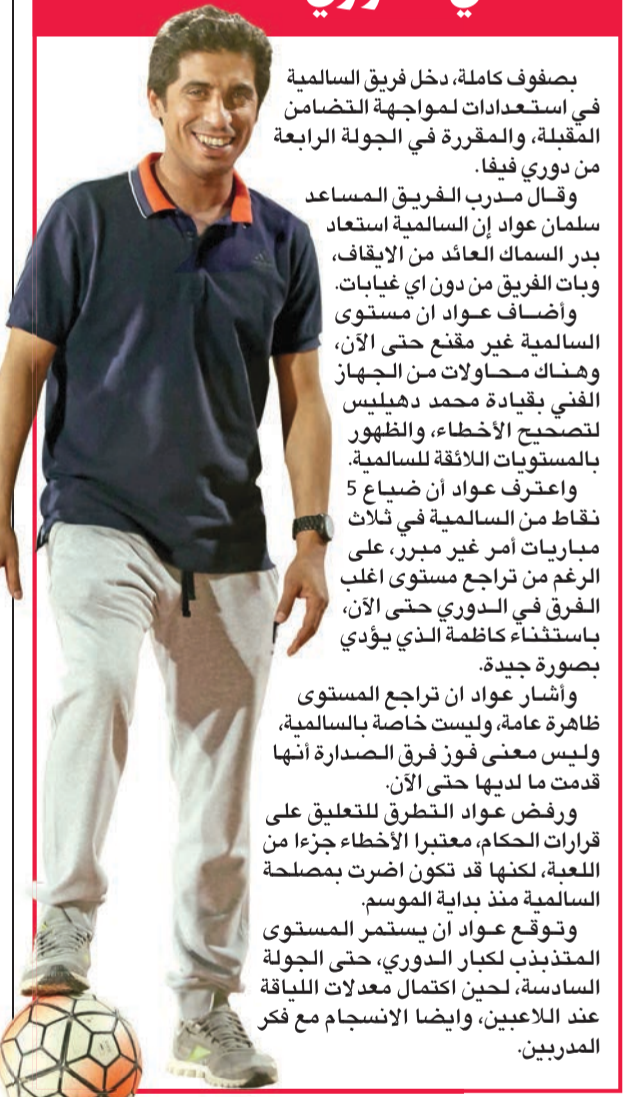 بصفوف كاملة، دخل فريق السالمية
في استعدادات لمواجهة التضامن
المقبلة، والمقررة في الجولة الرابعة
من دوري فيفا.
وقال مدرب الفريق المساعد
سلمان عواد إن السالمية استعاد
بدر السماك العائد من الايقاف،
وبات الفريق من دون اي غيابات.
وأضاف عواد ان مستوى
السالمية غير مقنع حتى الآن،
وهناك محاولات من الجهاز
الفني بقيادة محمد دهيليس
لتصحيح الأخطاء، والظهور
بالمستويات اللائقة للسالمية.
واعترف عواد أن ضياع 5
نقاط من السالمية في ثلاث
مباريات أمر غير مبرر، على
الرغم من تراجع مستوى اغلب
الفرق في الدوري حتى الآن،
باستثناء كاظمة الذي يؤدي
بصورة جيدة.
وأشار عواد ان تراجع المستوى
ظاهرة عامة، وليست خاصة بالسالمية،
وليس معنى فوز فرق الصدارة أنها
قدمت ما لديها حتى الآن.
ورفض عواد التطرق للتعليق على
قرارات الحكام، معتبرا الأخطاء جزءا من
اللعبة، لكنها قد تكون اضرت بمصلحة
السالمية منذ بداية الموسم.
وتوقع عواد ان يستمر المستوى
المتذبذب لكبار الدوري، حتى الجولة
السادسة، لحين اكتمال معدلات اللياقة
عند اللاعبين، وايضا الانسجام مع فكر
المدربين.